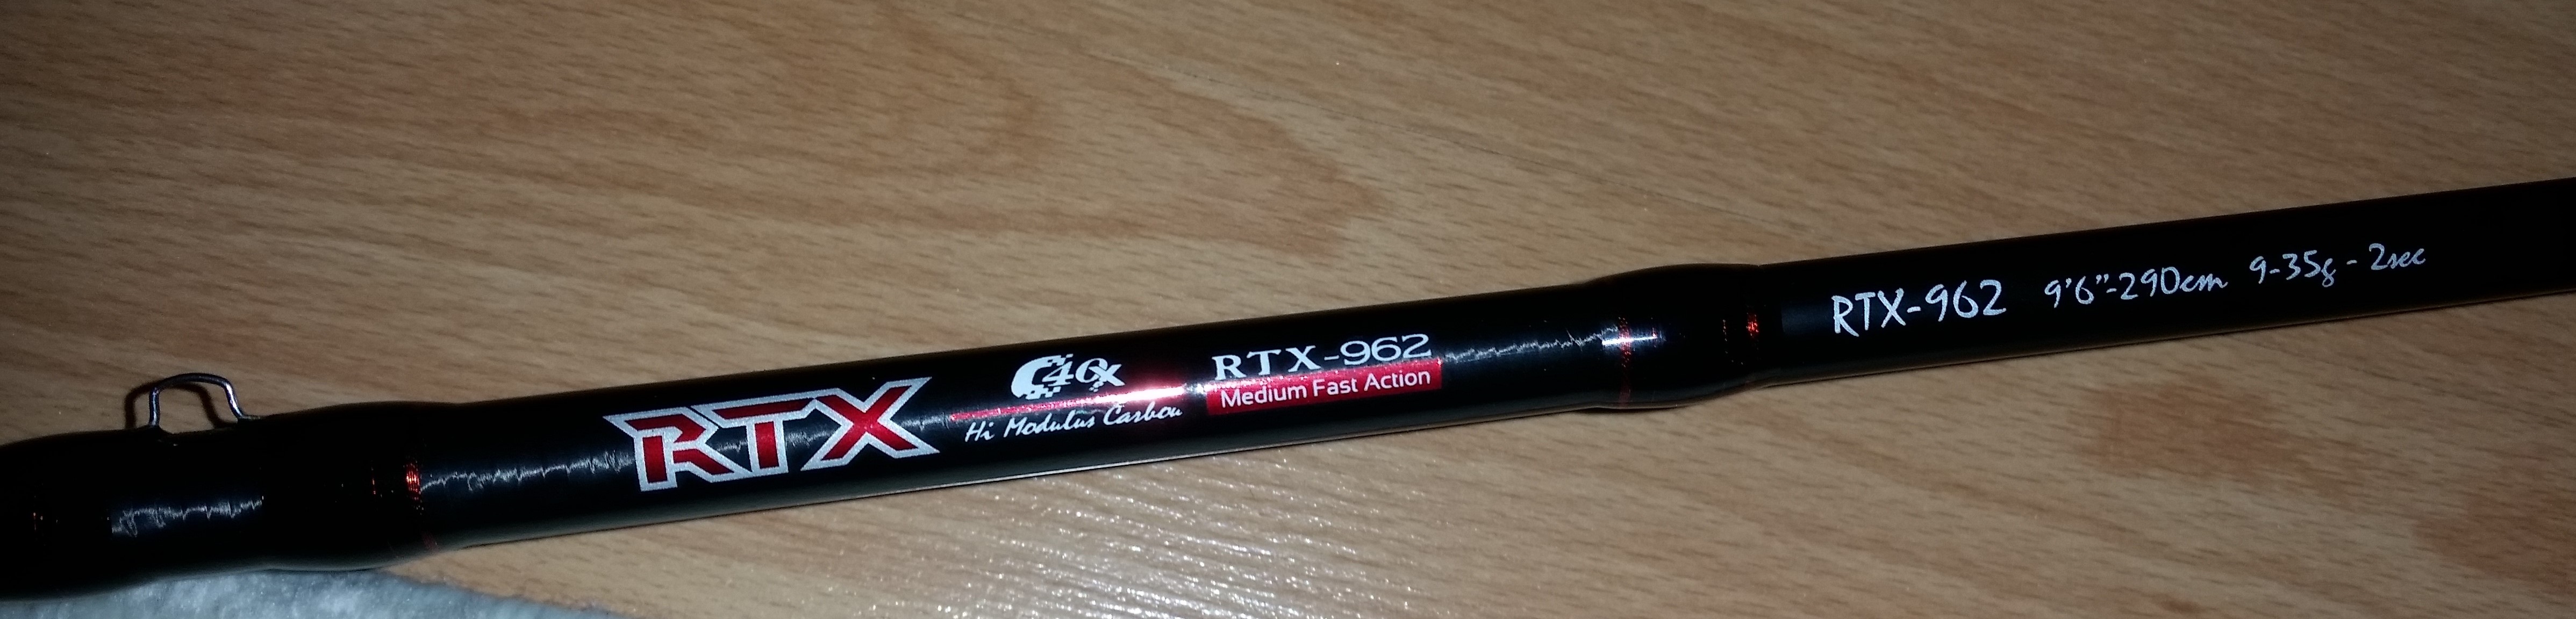 RTX
C40X
Hi Modulus Carbon
RTX-962
Medium Fast Action
RTX-962 9'6"-290cm 9-35g - 2sec